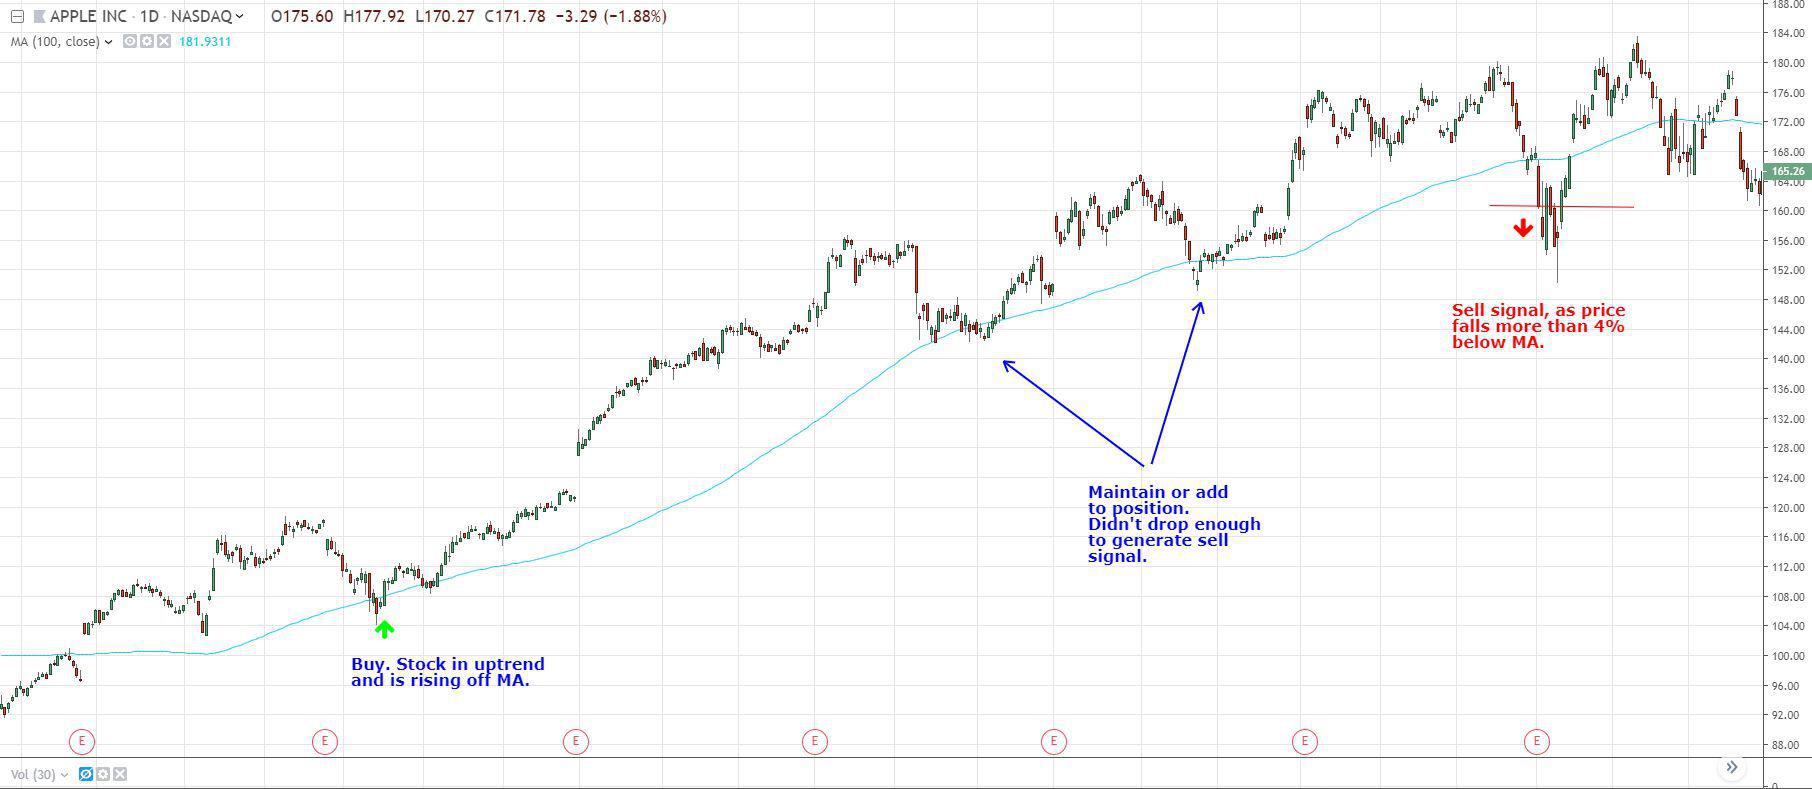 APPLE INC · 1D · NASDAQ O175.60 H177.92 L170.27 C171.78 −3.29 (−1.88%)
MA (100, close) 181.9311
188.00
184.00
180.00
176.00
172.00
168.00
165.26
164.00
160.00
156.00
152.00
148.00
144.00
140.00
136.00
132.00
128.00
124.00
120.00
116.00
112.00
108.00
104.00
100.00
96.00
92.00
88.00
Sell signal, as price
falls more than 4%
below MA.
Maintain or add
to position.
Didn't drop enough
to generate sell
signal.
Buy. Stock in uptrend
and is rising off MA.
E E E E E E E
Vol (30)
0